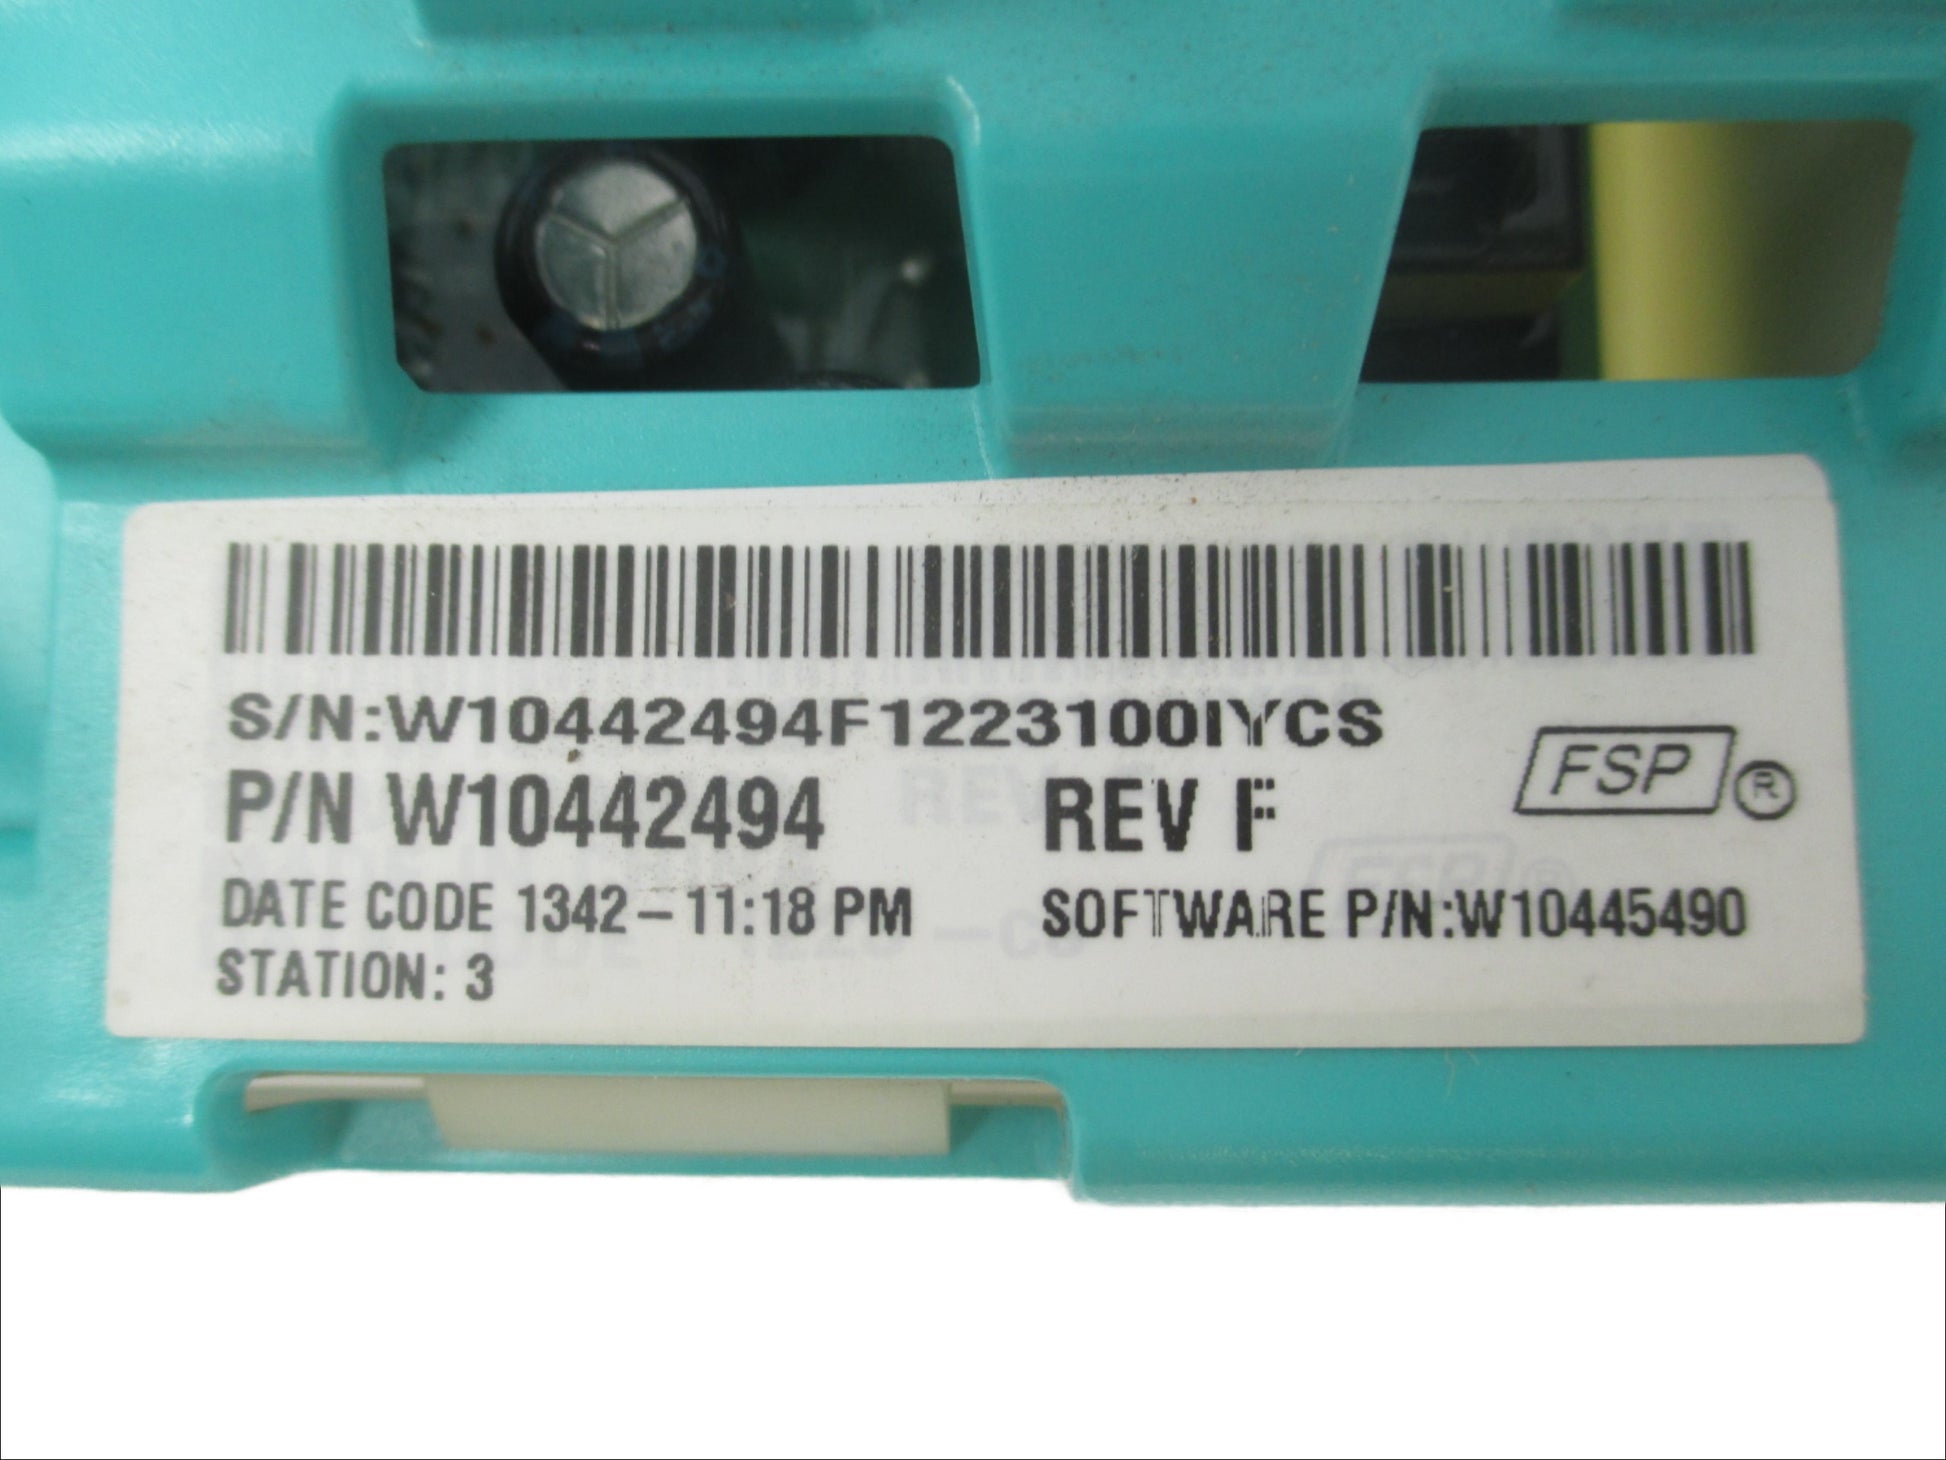 S/N:W10442494F1223100IYCS
P/N W10442494 REV F
FSP ®
DATE CODE 1342-11:18 PM SOFTWARE P/N:W10445490
STATION: 3